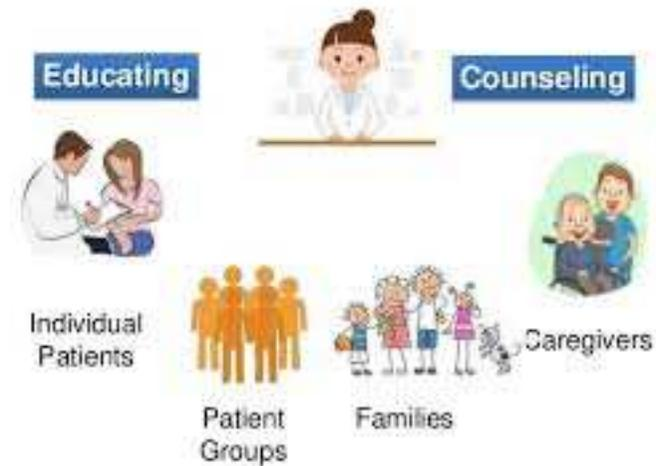 Educating
Counseling
Individual
Patients
Patient
Groups
Families
Caregivers